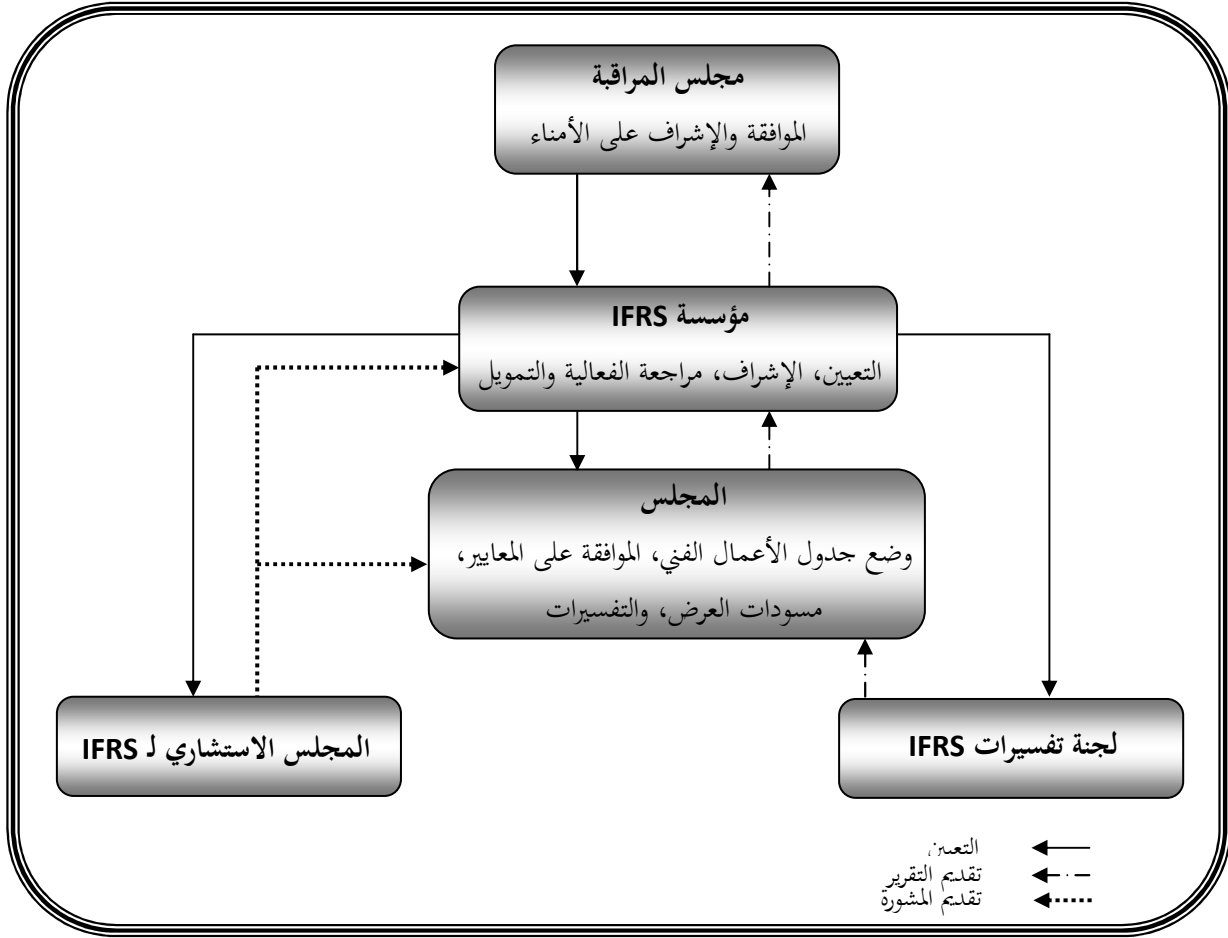 مجلس المراقبة
الموافقة والإشراف على الأمناء
مؤسسة IFRS
التعيين، الإشراف، مراجعة الفعالية والتمويل
المجلس
وضع جدول الأعمال الفني، الموافقة على المعايير،
مسودات العرض، والتفسيرات
لجنة تفسيرات IFRS
المجلس الاستشاري لـ IFRS
التعيين
تقديم التقرير
تقديم المشورة